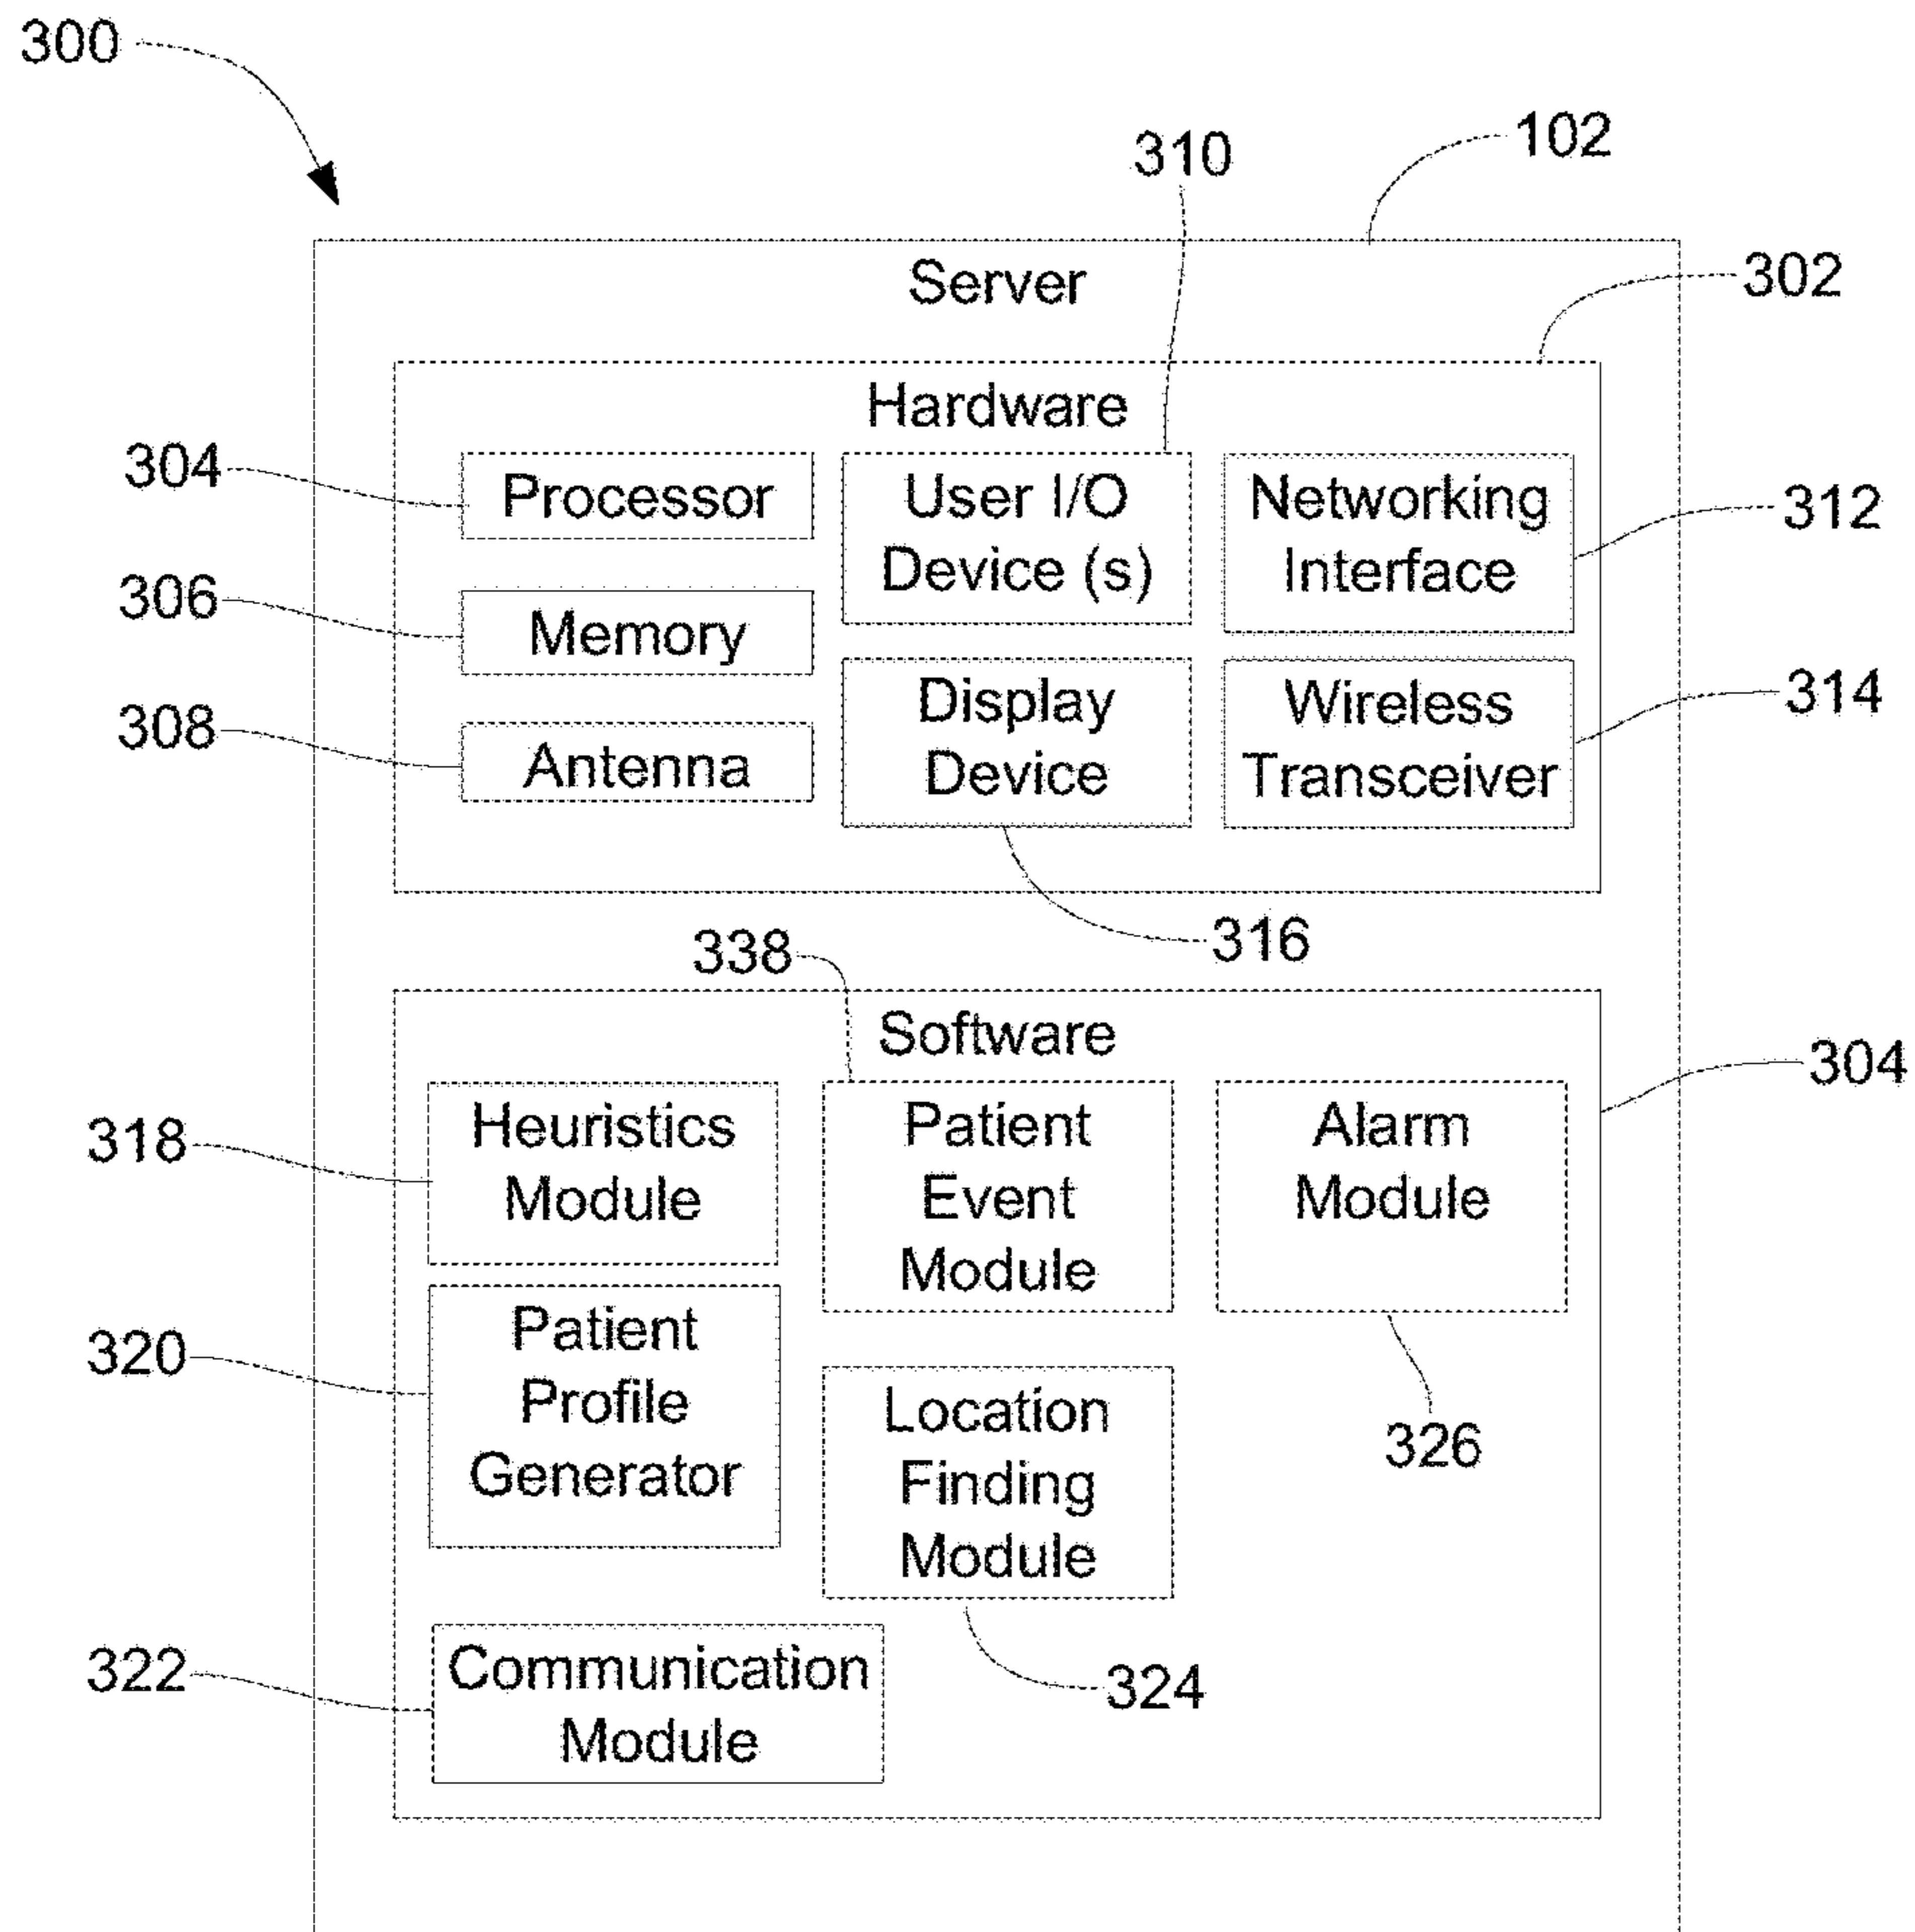 300
102
310
Server
302
Hardware
304
Processor
User I/O
Device (s)
Networking
Interface
312
306
Memory
308
Antenna
Display
Device
Wireless
Transceiver
314
316
338
Software
304
318
Heuristics
Module
Patient
Event
Module
Alarm
Module
320
Patient
Profile
Generator
Location
Finding
Module
326
322
Communication
Module
324